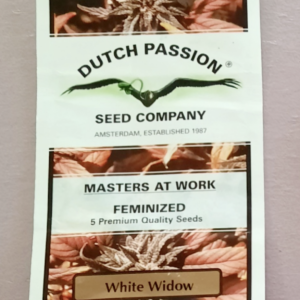 DUTCH PASSION®
SEED COMPANY
AMSTERDAM, ESTABLISHED 1987
MASTERS AT WORK
FEMINIZED
5 Premium Quality Seeds
White Widow